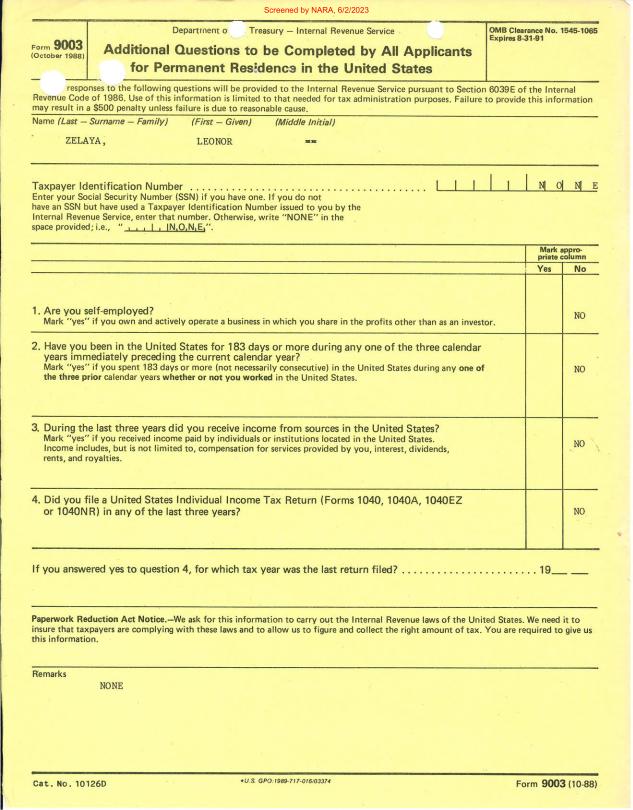 Screened by NARA, 6/2/2023
Department o Treasury — Internal Revenue Service
OMB Clearance No. 1545-1065
Expires 8-31-91
Form 9003
(October 1988)
Additional Questions to be Completed by All Applicants
for Permanent Residence in the United States
responses to the following questions will be provided to the Internal Revenue Service pursuant to Section 6039E of the Internal
Revenue Code of 1986. Use of this information is limited to that needed for tax administration purposes. Failure to provide this information
may result in a $500 penalty unless failure is due to reasonable cause.
Name (Last — Surname — Family) (First — Given) (Middle Initial)
ZELAYA, LEONOR ==
Taxpayer Identification Number ........................................... N O N E
Enter your Social Security Number (SSN) if you have one. If you do not
have an SSN but have used a Taxpayer Identification Number issued to you by the
Internal Revenue Service, enter that number. Otherwise, write "NONE" in the
space provided; i.e., " N,O,N,E,".
Mark appro-
priate column
Yes No
1. Are you self-employed?
Mark "yes" if you own and actively operate a business in which you share in the profits other than as an investor.
NO
2. Have you been in the United States for 183 days or more during any one of the three calendar
years immediately preceding the current calendar year?
Mark "yes" if you spent 183 days or more (not necessarily consecutive) in the United States during any one of
the three prior calendar years whether or not you worked in the United States.
NO
3. During the last three years did you receive income from sources in the United States?
Mark "yes" if you received income paid by individuals or institutions located in the United States.
Income includes, but is not limited to, compensation for services provided by you, interest, dividends,
rents, and royalties.
NO
4. Did you file a United States Individual Income Tax Return (Forms 1040, 1040A, 1040EZ
or 1040NR) in any of the last three years?
NO
If you answered yes to question 4, for which tax year was the last return filed? ....................... 19__ __
Paperwork Reduction Act Notice.—We ask for this information to carry out the Internal Revenue laws of the United States. We need it to
insure that taxpayers are complying with these laws and to allow us to figure and collect the right amount of tax. You are required to give us
this information.
Remarks
NONE
Cat. No. 10126D
*U.S. GPO:1989-717-016/03374
Form 9003 (10-88)